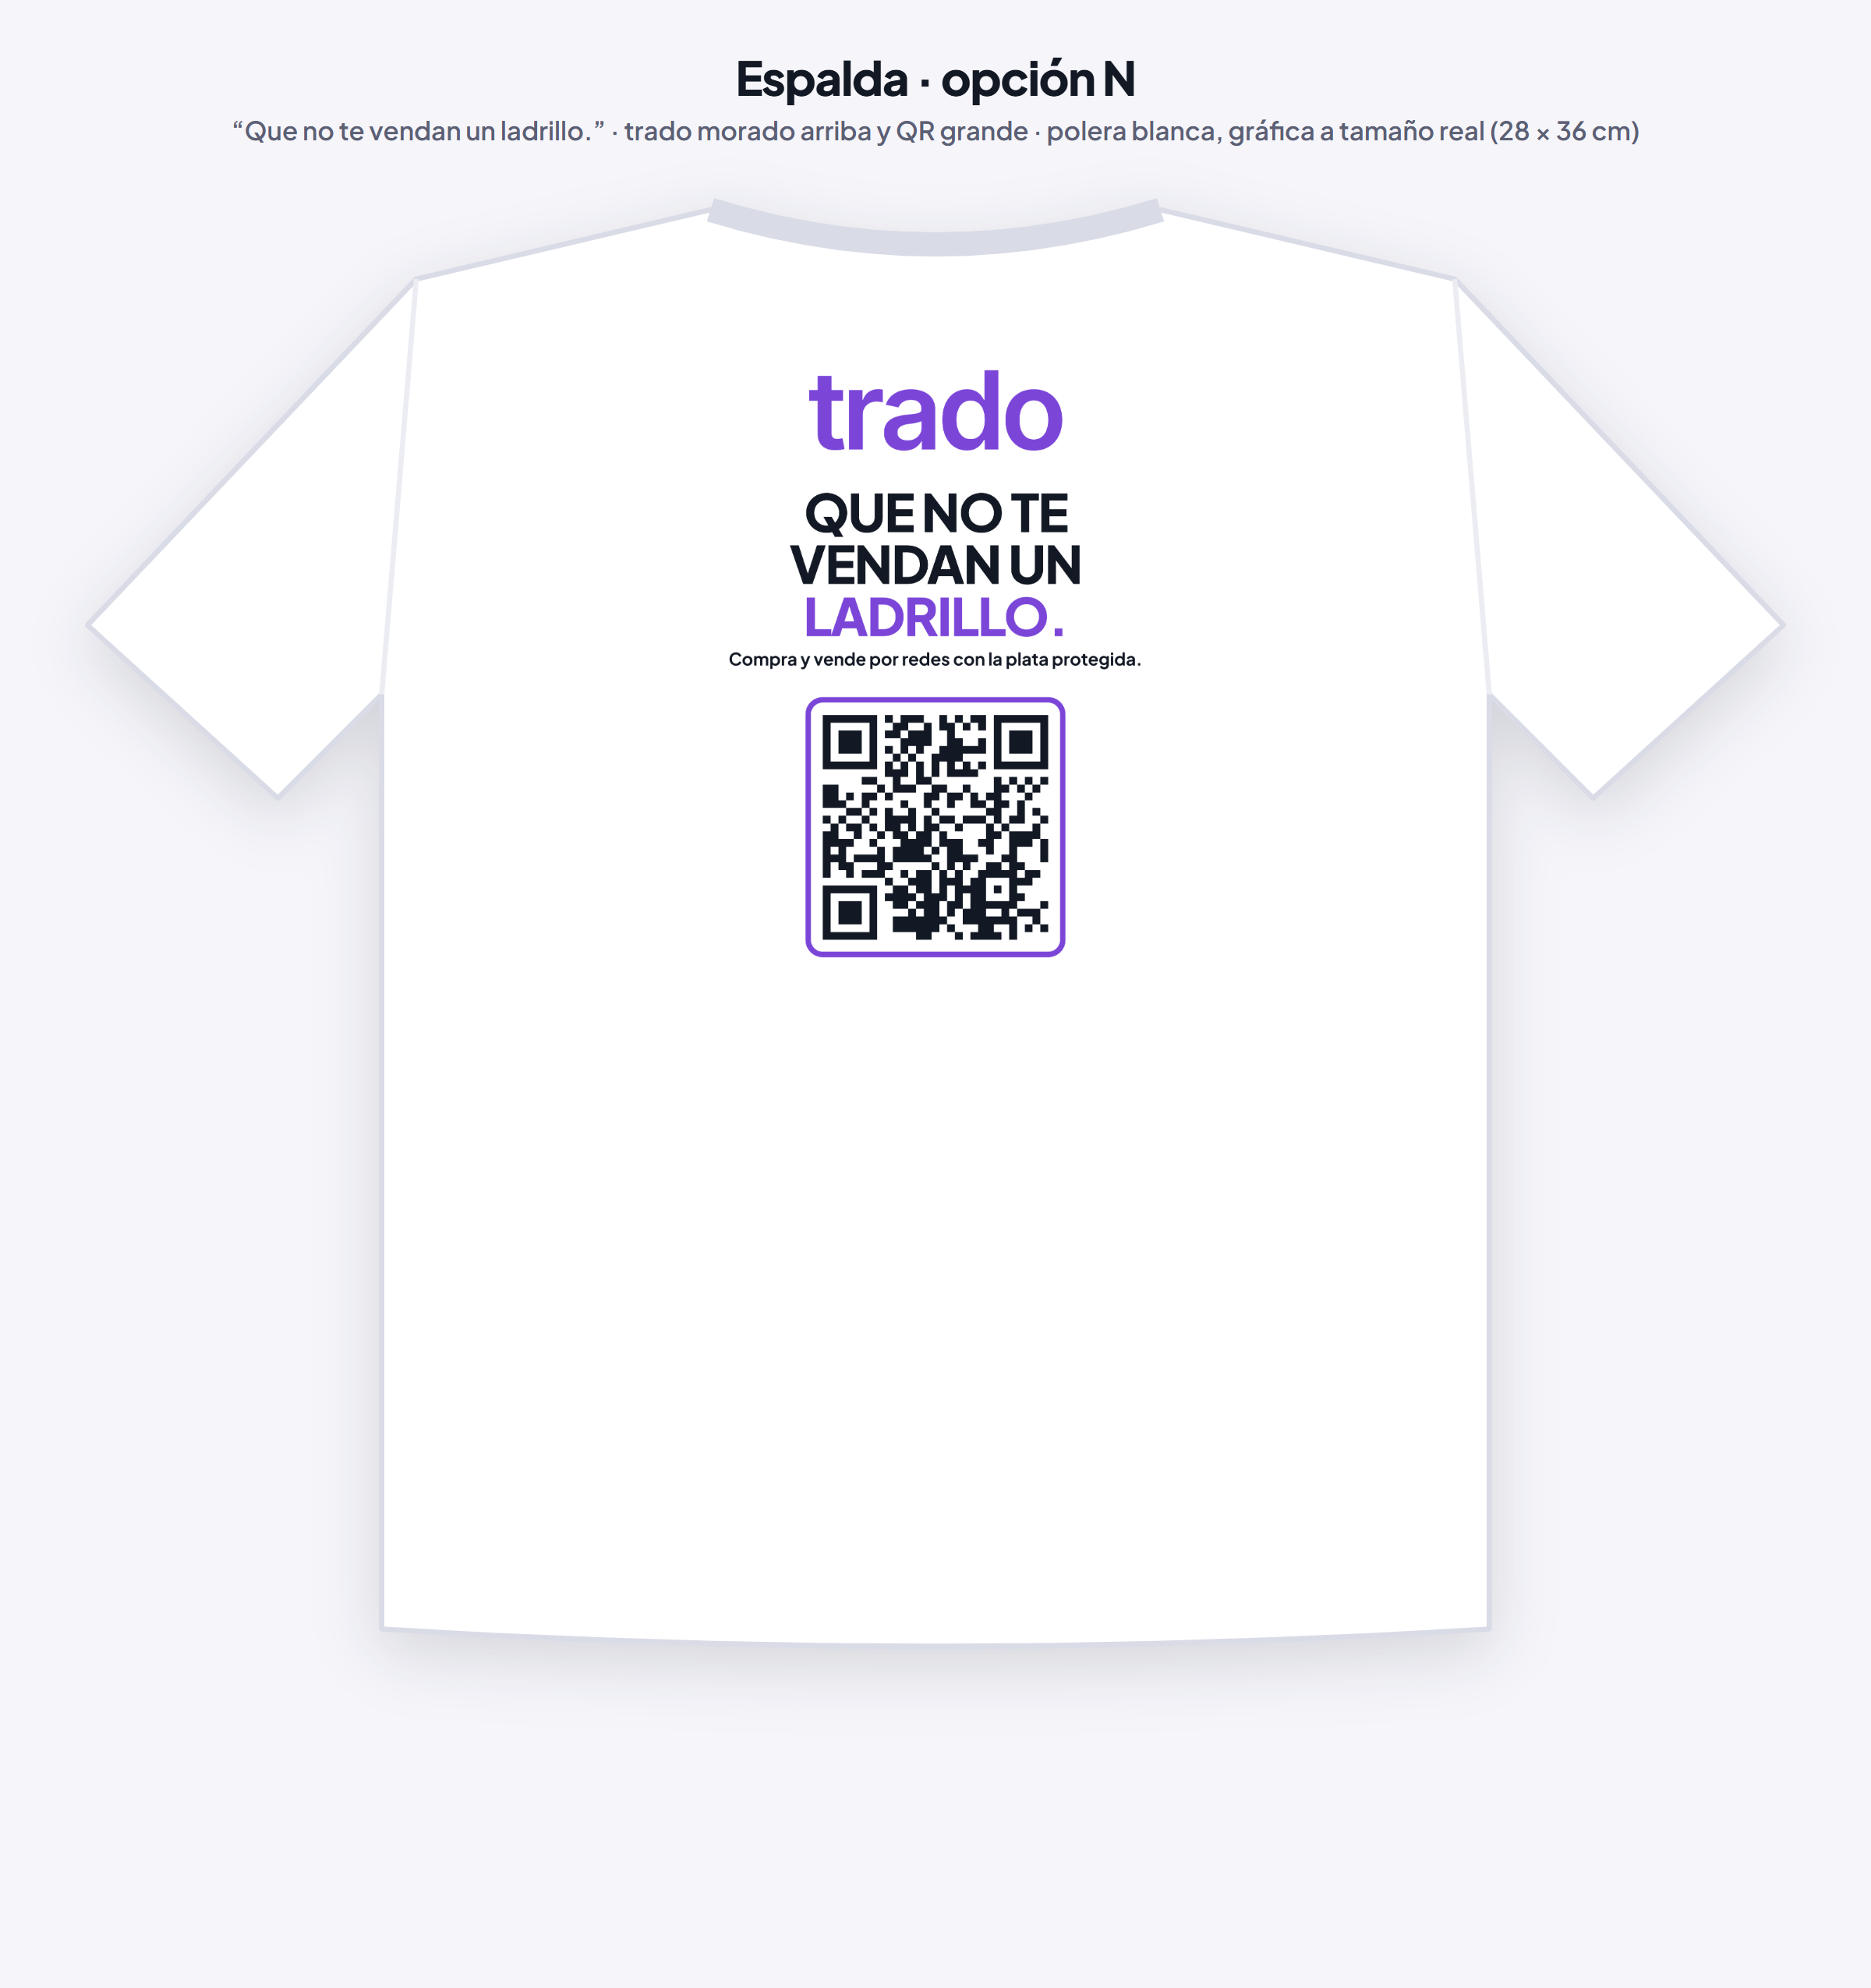 Espalda · opción N
“Que no te vendan un ladrillo.” · trado morado arriba y QR grande · polera blanca, gráfica a tamaño real (28 × 36 cm)
trado
QUE NO TE
VENDAN UN
LADRILLO.
Compra y vende por redes con la plata protegida.